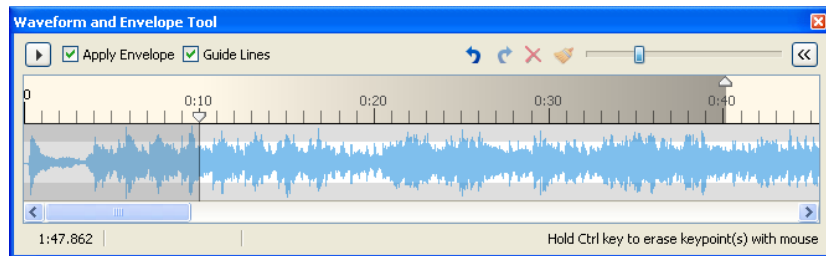 Waveform and Envelope Tool
Apply Envelope Guide Lines
0 0:10 0:20 0:30 0:40
1:47.862 Hold Ctrl key to erase keypoint(s) with mouse